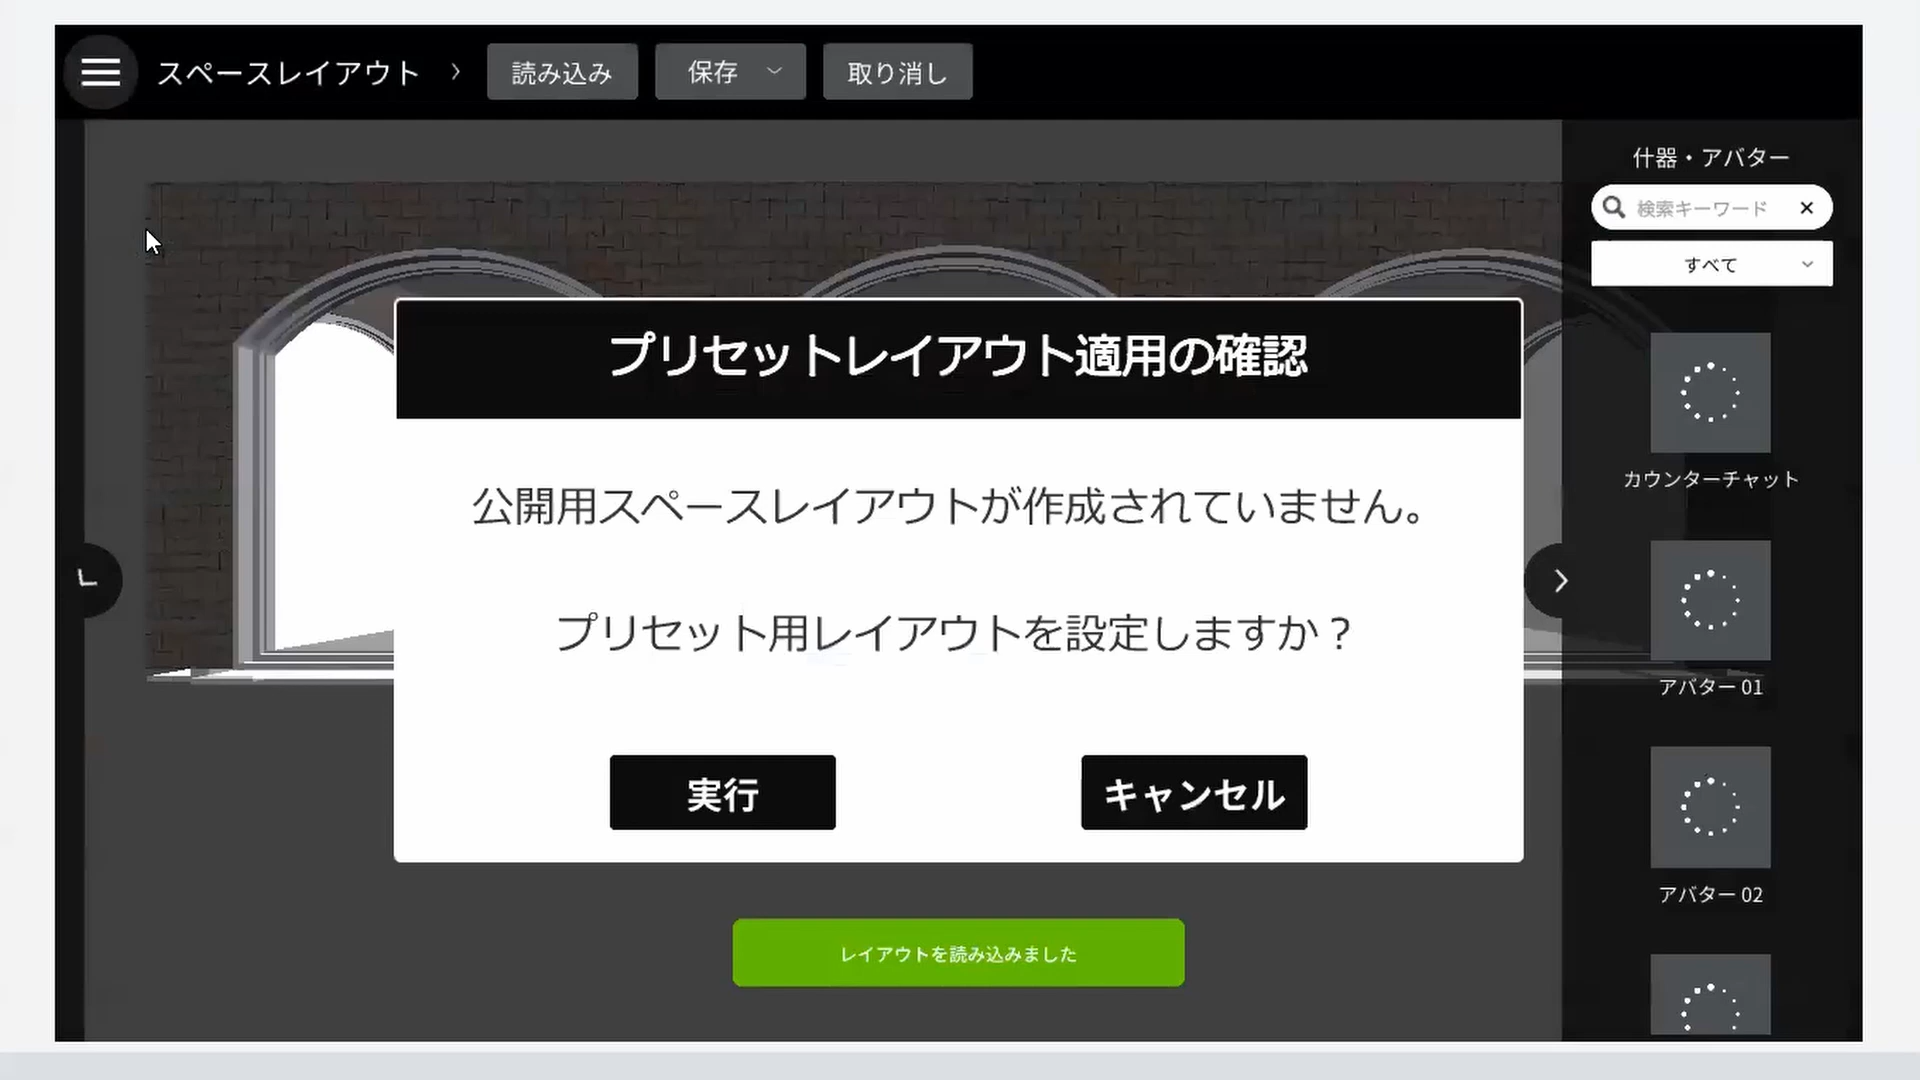 スペースレイアウト
読み込み
保存
取り消し
什器・アバター
検索キーワード
すべて
プリセットレイアウト適用の確認
公開用スペースレイアウトが作成されていません。
プリセット用レイアウトを設定しますか？
実行
キャンセル
カウンターチャット
アバター 01
アバター 02
レイアウトを読み込みました